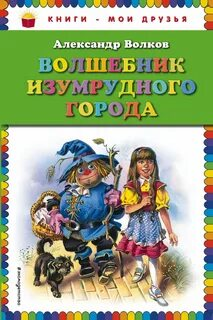 КНИГИ - МОИ ДРУЗЬЯ
Александр Волков
ВОЛШЕБНИК
ИЗУМРУДНОГО
ГОРОДА